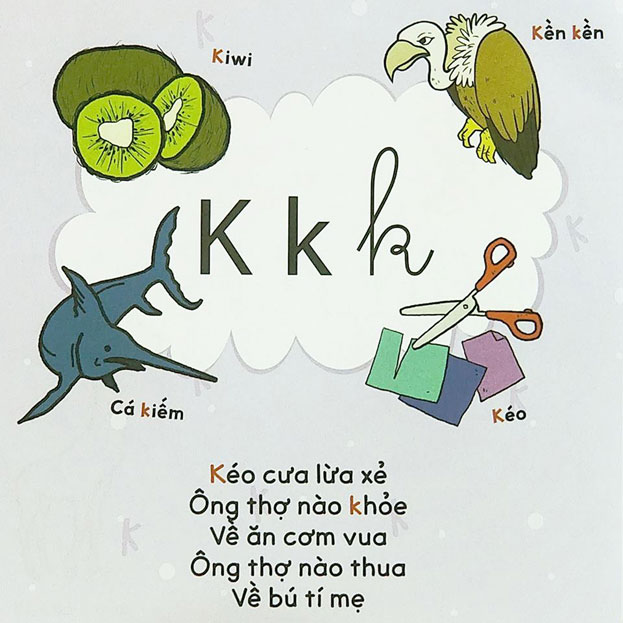 Kiwi
Kền kền
K k k
Cá kiếm
Kéo
Kéo cưa lừa xẻ
Ông thợ nào khỏe
Về ăn cơm vua
Ông thợ nào thua
Về bú tí mẹ